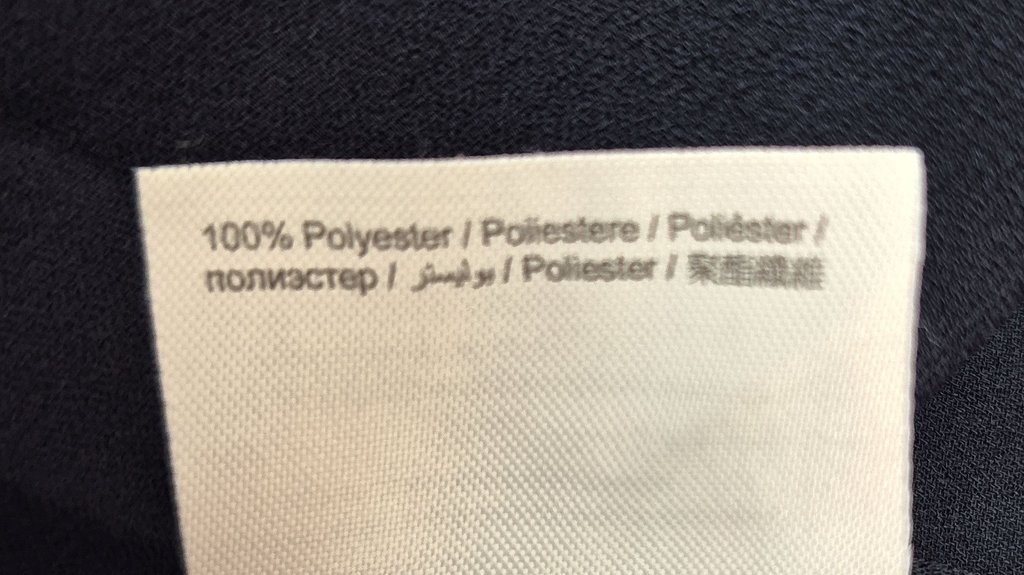 100% Polyester / Poliestere / Poliéster /
полиэстер / بوليستر / Poliester / 聚酯纖維